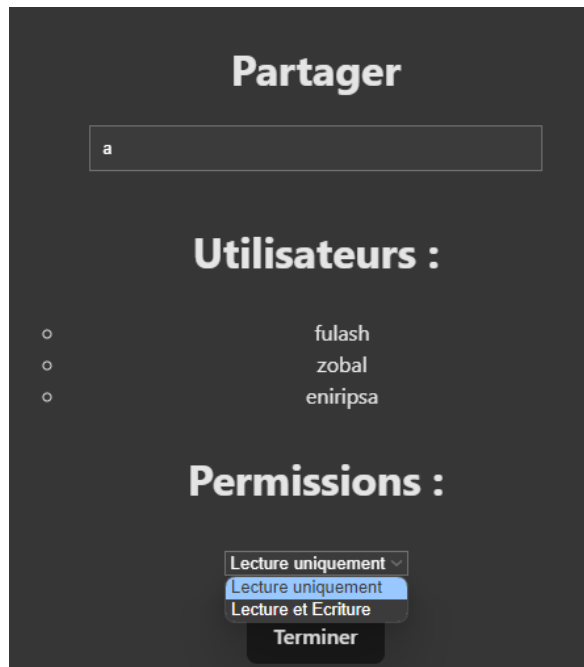 Partager
a
Utilisateurs :
fulash
zobal
eniripsa
Permissions :
Lecture uniquement
Lecture uniquement
Lecture et Ecriture
Terminer